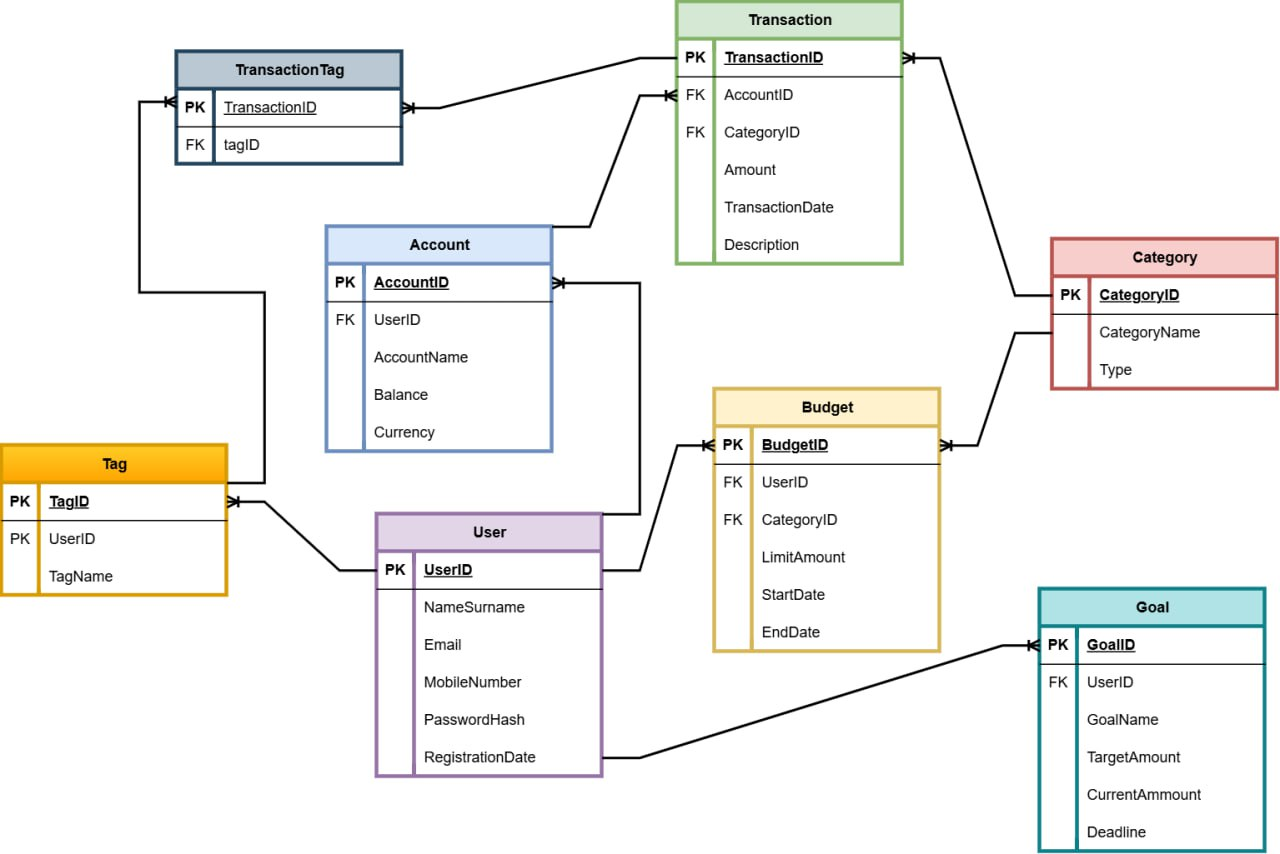 Transaction
PK TransactionID
FK AccountID
FK CategoryID
Amount
TransactionDate
Description
TransactionTag
PK TransactionID
FK tagID
Account
PK AccountID
FK UserID
AccountName
Balance
Currency
Category
PK CategoryID
CategoryName
Type
Budget
PK BudgetID
FK UserID
FK CategoryID
LimitAmount
StartDate
EndDate
Tag
PK TagID
PK UserID
TagName
User
PK UserID
NameSurname
Email
MobileNumber
PasswordHash
RegistrationDate
Goal
PK GoalID
FK UserID
GoalName
TargetAmount
CurrentAmmount
Deadline